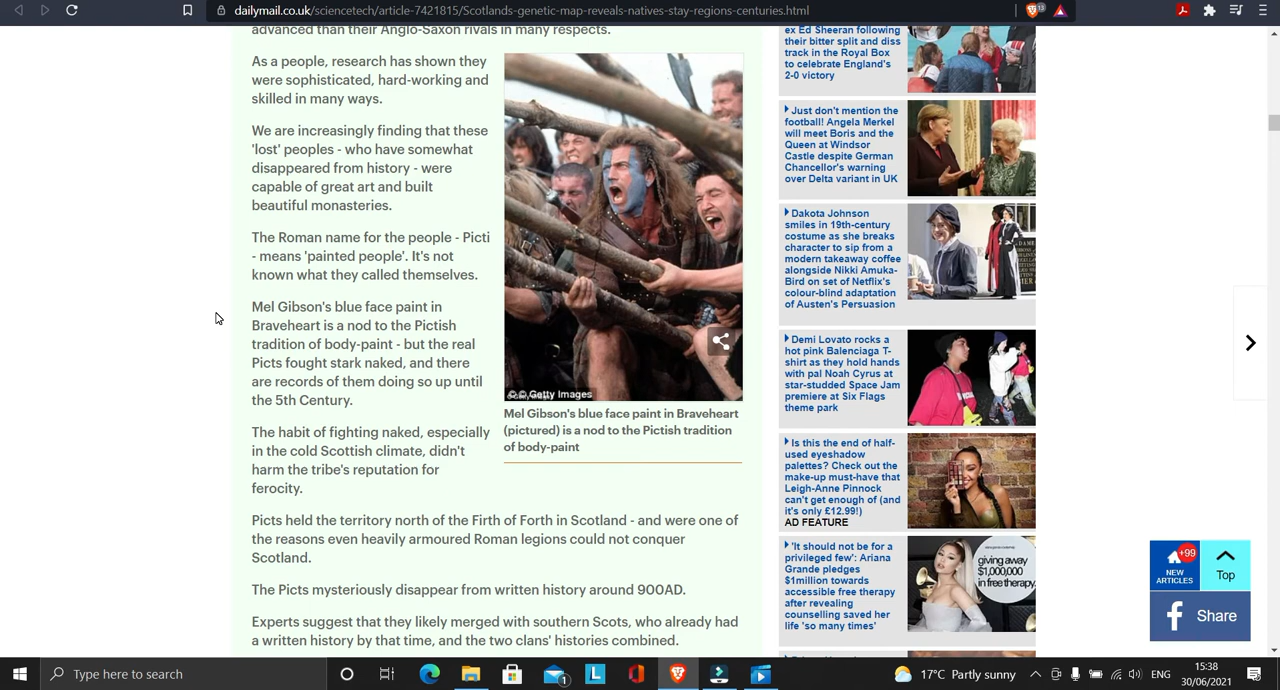 dailymail.co.uk/sciencetech/article-7421815/Scotlands-genetic-map-reveals-natives-stay-regions-centuries.html
13
advanced than their Anglo-Saxon rivals in many respects.
As a people, research has shown they
were sophisticated, hard-working and
skilled in many ways.
We are increasingly finding that these
'lost' peoples - who have somewhat
disappeared from history - were
capable of great art and built
beautiful monasteries.
The Roman name for the people - Picti
- means 'painted people'. It's not
known what they called themselves.
Mel Gibson's blue face paint in
Braveheart is a nod to the Pictish
tradition of body-paint - but the real
Picts fought stark naked, and there
are records of them doing so up until
the 5th Century.
The habit of fighting naked, especially
in the cold Scottish climate, didn't
harm the tribe's reputation for
ferocity.
© Getty Images
Mel Gibson's blue face paint in Braveheart
(pictured) is a nod to the Pictish tradition
of body-paint
Picts held the territory north of the Firth of Forth in Scotland - and were one of
the reasons even heavily armoured Roman legions could not conquer
Scotland.
The Picts mysteriously disappear from written history around 900AD.
Experts suggest that they likely merged with southern Scots, who already had
a written history by that time, and the two clans' histories combined.
ex Ed Sheeran following
their bitter split and diss
track in the Royal Box
to celebrate England's
2-0 victory
Just don't mention the
football! Angela Merkel
will meet Boris and the
Queen at Windsor
Castle despite German
Chancellor's warning
over Delta variant in UK
Dakota Johnson
smiles in 19th-century
costume as she breaks
character to sip from a
modern takeaway coffee
alongside Nikki Amuka-
Bird on set of Netflix's
colour-blind adaptation
of Austen's Persuasion
Demi Lovato rocks a
hot pink Balenciaga T-
shirt as they hold hands
with pal Noah Cyrus at
star-studded Space Jam
premiere at Six Flags
theme park
Is this the end of half-
used eyeshadow
palettes? Check out the
make-up must-have that
Leigh-Anne Pinnock
can't get enough of (and
it's only £12.99!)
AD FEATURE
'It should not be for a
privileged few': Ariana
Grande pledges
$1million towards
accessible free therapy
after revealing
counselling saved her
life 'so many times'
giving away
$1,000,000
in free therapy.
+99
NEW
ARTICLES
Top
Share
Type here to search
1
17°C Partly sunny
ENG
15:38
30/06/2021